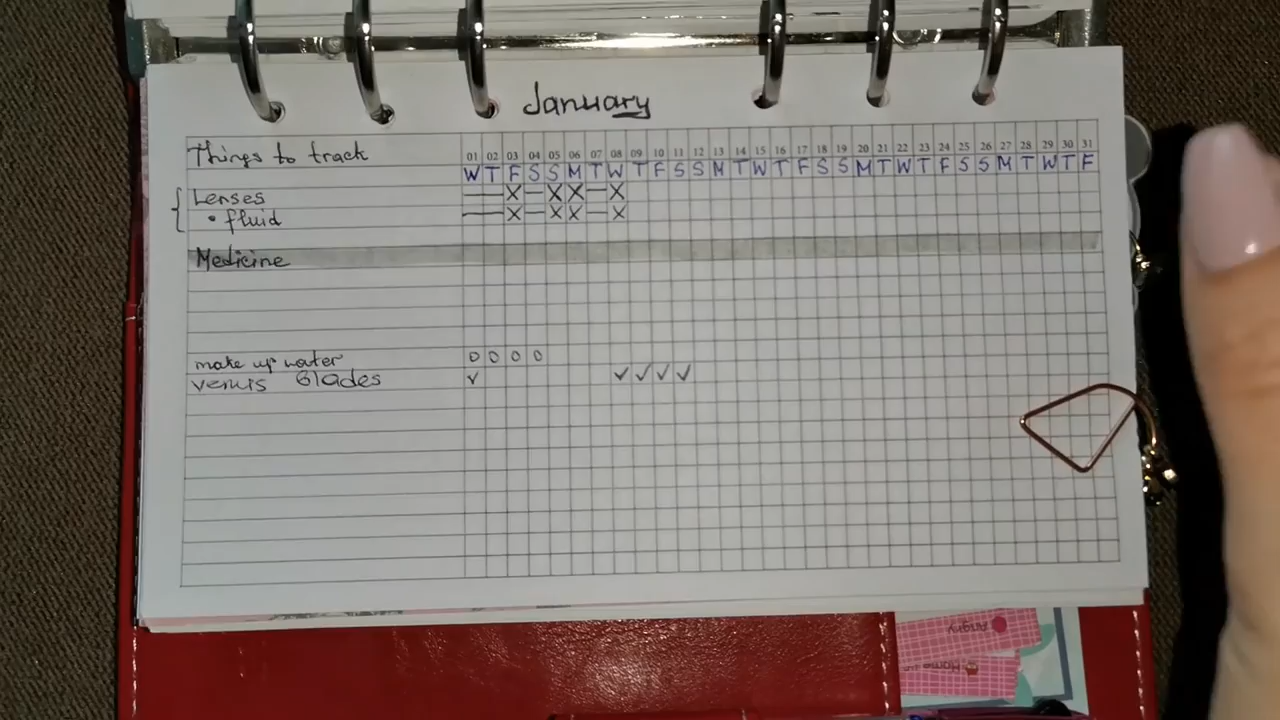 January
Things to track 01 02 03 04 05 06 07 08 09 10 11 12 13 14 15 16 17 18 19 20 21 22 23 24 25 26 27 28 29 30 31
W T F S S M T W T F S S M T W T F S S M T W T F S S M T W T F
Lenses — — X — X X — X
• fluid — — X — X X — X
Medicine
make up water o o o o
venus Blades ✓ ✓ ✓ ✓ ✓
Angry
Home